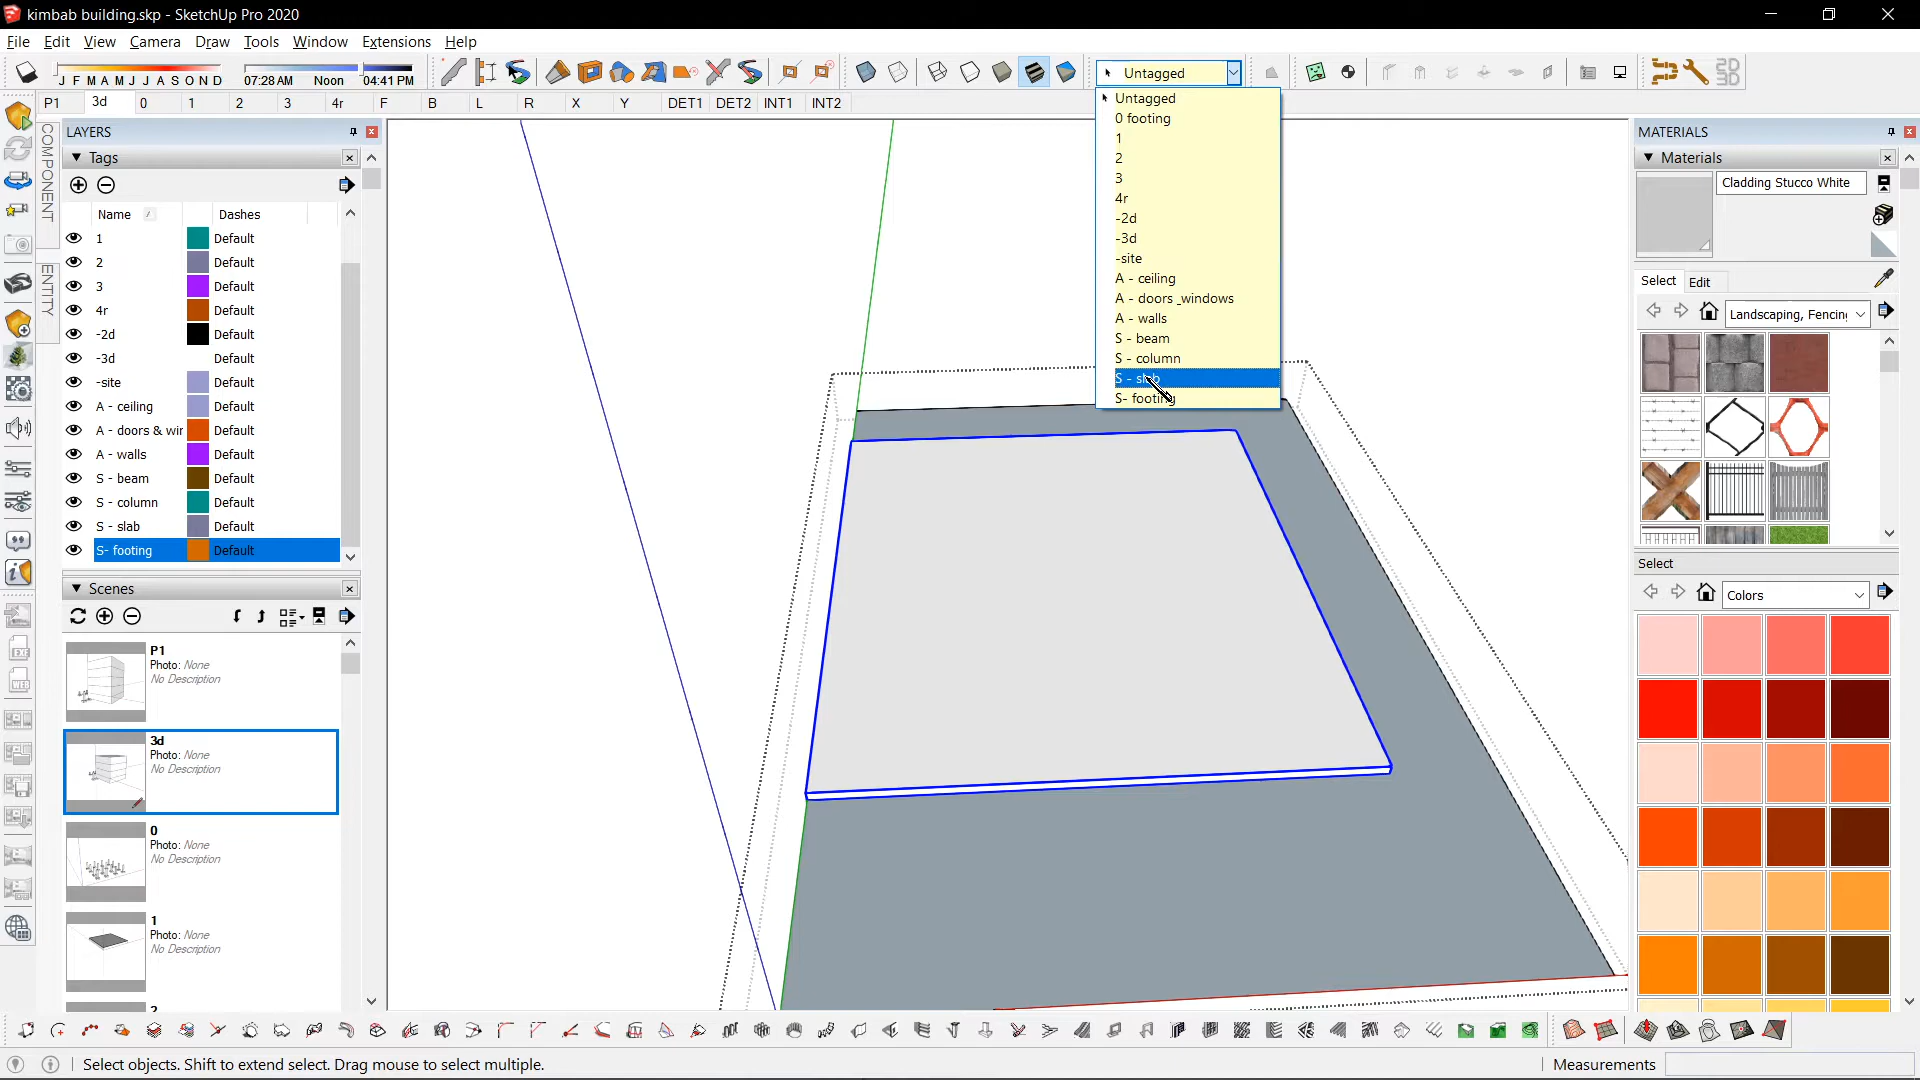 kimbab building.skp - SketchUp Pro 2020
File Edit View Camera Draw Tools Window Extensions Help
J F M A M J J A S O N D 07:28 AM Noon 04:41 PM Untagged
P1 3d 0 1 2 3 4r F B L R X Y DET1 DET2 INT1 INT2
COMPONENT
ENTITY
LAYERS
Tags
Name Dashes
1 Default
2 Default
3 Default
4r Default
-2d Default
-3d Default
-site Default
A - ceiling Default
A - doors & wir Default
A - walls Default
S - beam Default
S - column Default
S - slab Default
S- footing Default
Scenes
P1
Photo: None
No Description
3d
Photo: None
No Description
0
Photo: None
No Description
1
Photo: None
No Description
Untagged
0 footing
1
2
3
4r
-2d
-3d
-site
A - ceiling
A - doors _windows
A - walls
S - beam
S - column
S - slab
S- footing
MATERIALS
Materials
Cladding Stucco White
Select Edit
Landscaping, Fencing
Select
Colors
Select objects. Shift to extend select. Drag mouse to select multiple.
Measurements